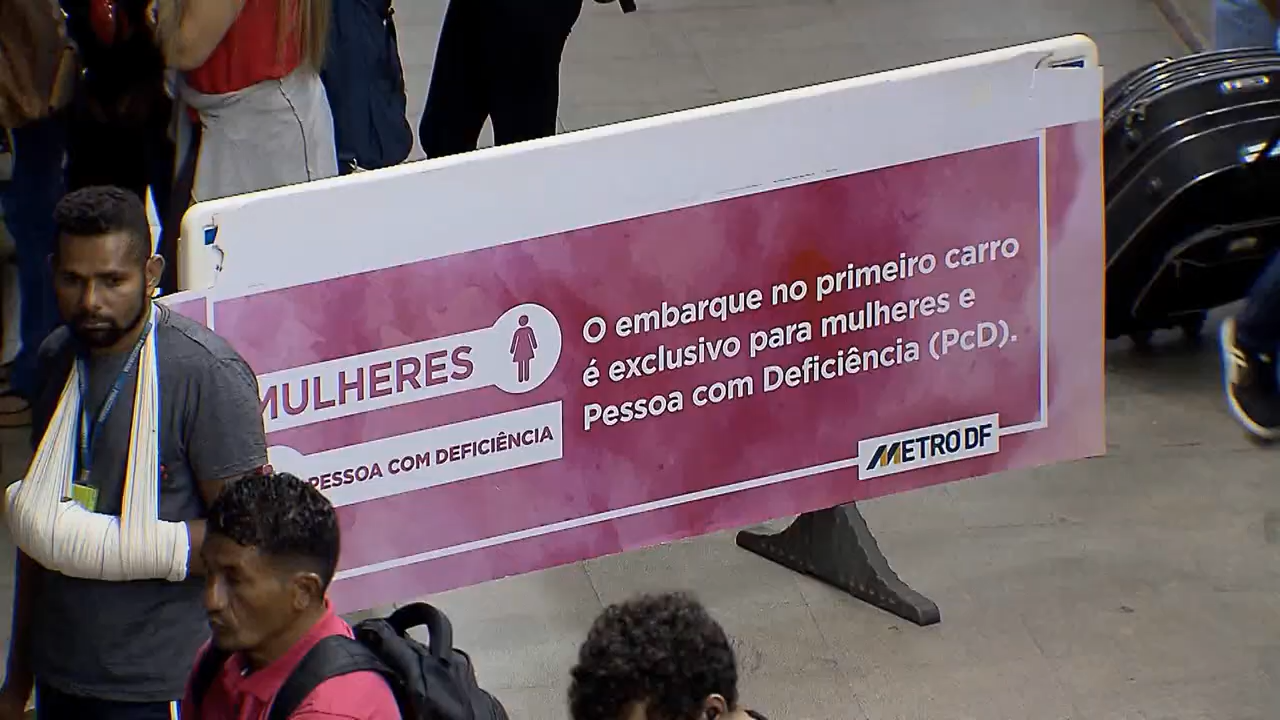 MULHERES
PESSOA COM DEFICIÊNCIA
O embarque no primeiro carro
é exclusivo para mulheres e
Pessoa com Deficiência (PcD).
METRO DF